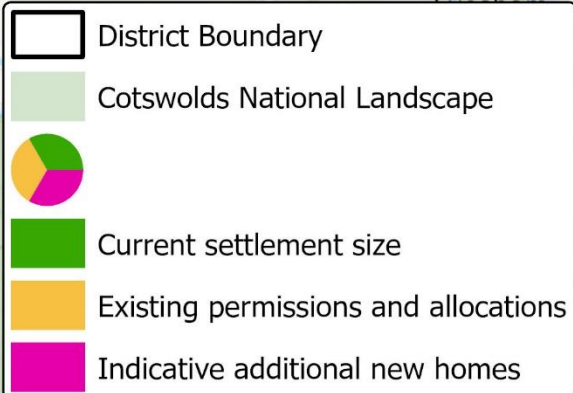 District Boundary
Cotswolds National Landscape
Current settlement size
Existing permissions and allocations
Indicative additional new homes